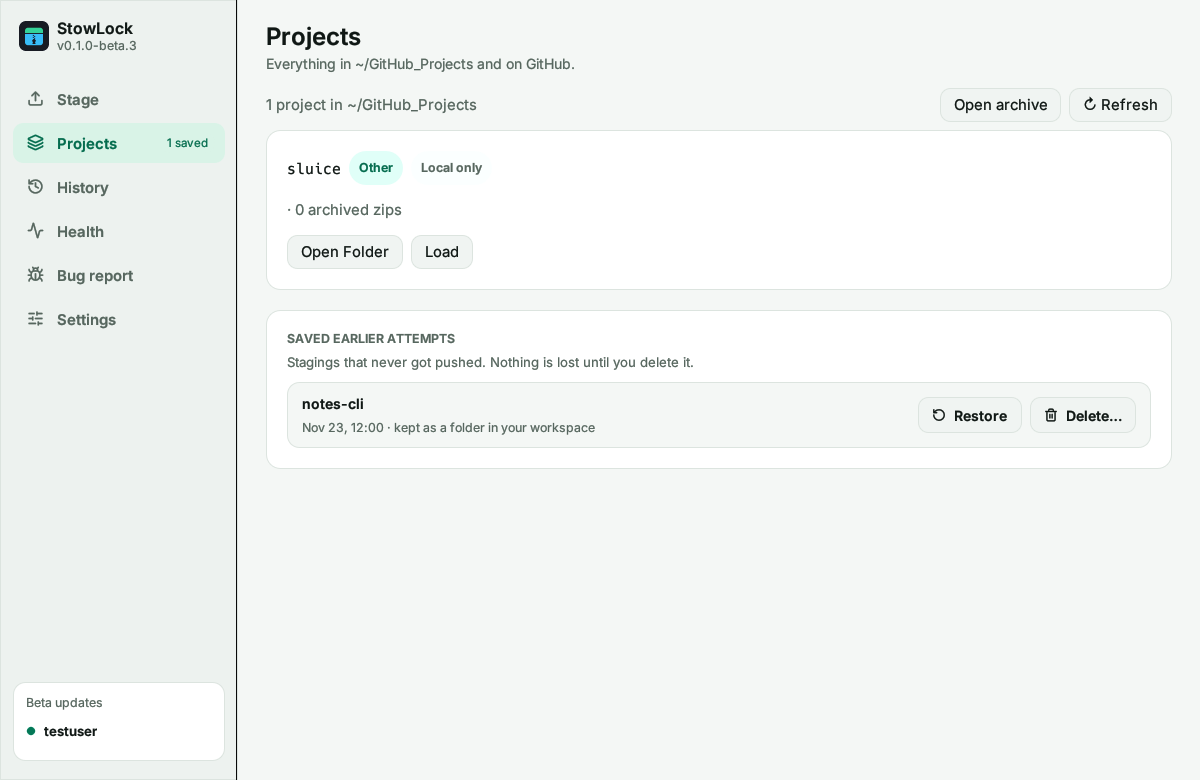 StowLock
v0.1.0-beta.3
Stage
Projects 1 saved
History
Health
Bug report
Settings
Beta updates
testuser
Projects
Everything in ~/GitHub_Projects and on GitHub.
1 project in ~/GitHub_Projects Open archive Refresh
sluice Other Local only
· 0 archived zips
Open Folder Load
SAVED EARLIER ATTEMPTS
Stagings that never got pushed. Nothing is lost until you delete it.
notes-cli
Nov 23, 12:00 · kept as a folder in your workspace
Restore Delete...